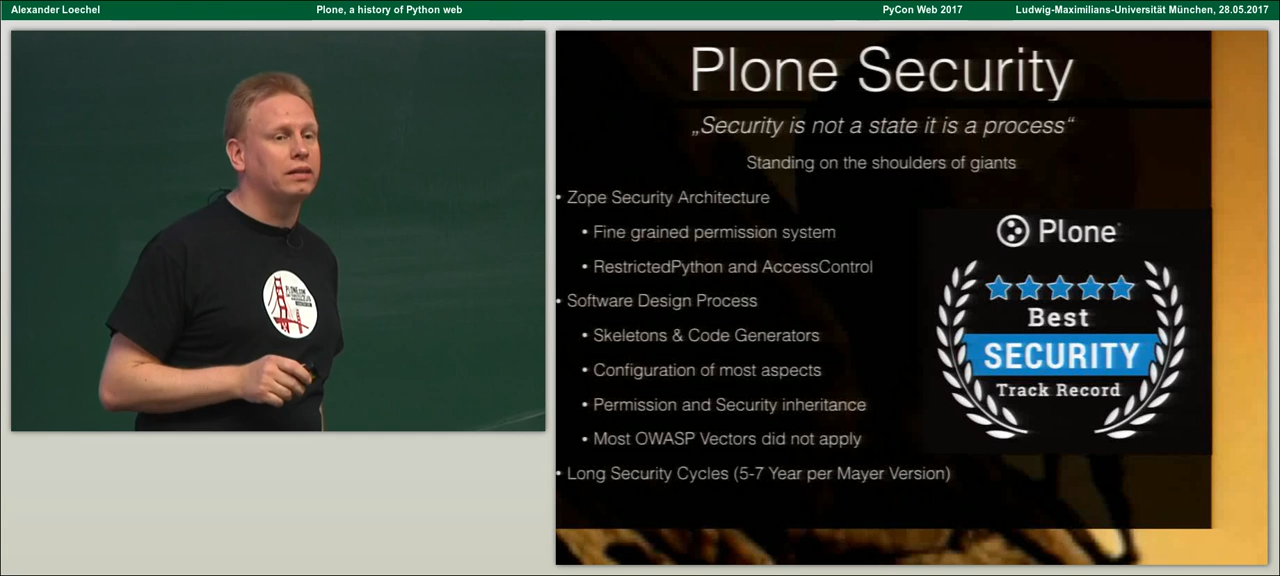 Alexander Loechel
Plone, a history of Python web
PyCon Web 2017
Ludwig-Maximilians-Universität München, 28.05.2017
Plone Security
„Security is not a state it is a process“
Standing on the shoulders of giants
• Zope Security Architecture
• Fine grained permission system
• RestrictedPython and AccessControl
• Software Design Process
• Skeletons & Code Generators
• Configuration of most aspects
• Permission and Security inheritance
• Most OWASP Vectors did not apply
• Long Security Cycles (5-7 Year per Mayer Version)
Plone
Best
SECURITY
Track Record